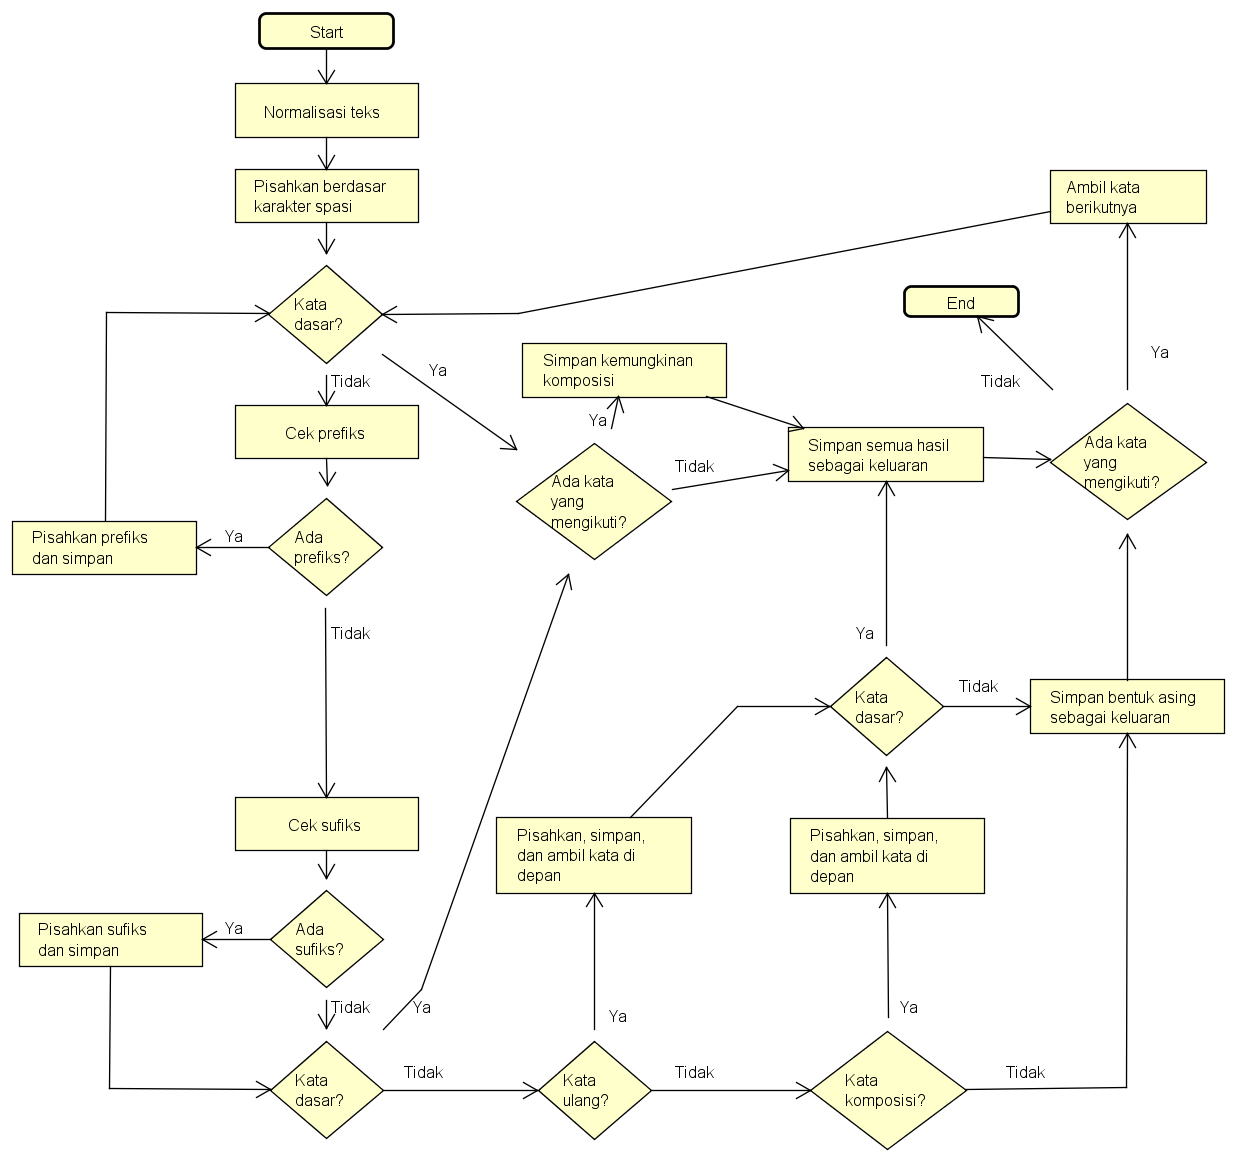 Start
Normalisasi teks
Pisahkan berdasar
karakter spasi
Ambil kata
berikutnya
Kata
dasar?
End
Ya
Ya
Simpan kemungkinan
komposisi
Tidak
Tidak
Ya
Cek prefiks
Simpan semua hasil
sebagai keluaran
Ada kata
yang
mengikuti?
Tidak
Ada kata
yang
mengikuti?
Pisahkan prefiks
dan simpan
Ya
Ada
prefiks?
Tidak
Ya
Kata
dasar?
Tidak
Simpan bentuk asing
sebagai keluaran
Cek sufiks
Pisahkan, simpan,
dan ambil kata di
depan
Pisahkan, simpan,
dan ambil kata di
depan
Pisahkan sufiks
dan simpan
Ya
Ada
sufiks?
Tidak
Ya
Ya
Ya
Kata
dasar?
Tidak
Kata
ulang?
Tidak
Kata
komposisi?
Tidak